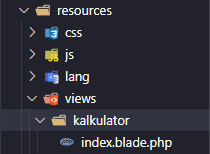 resources
css
js
lang
views
kalkulator
index.blade.php